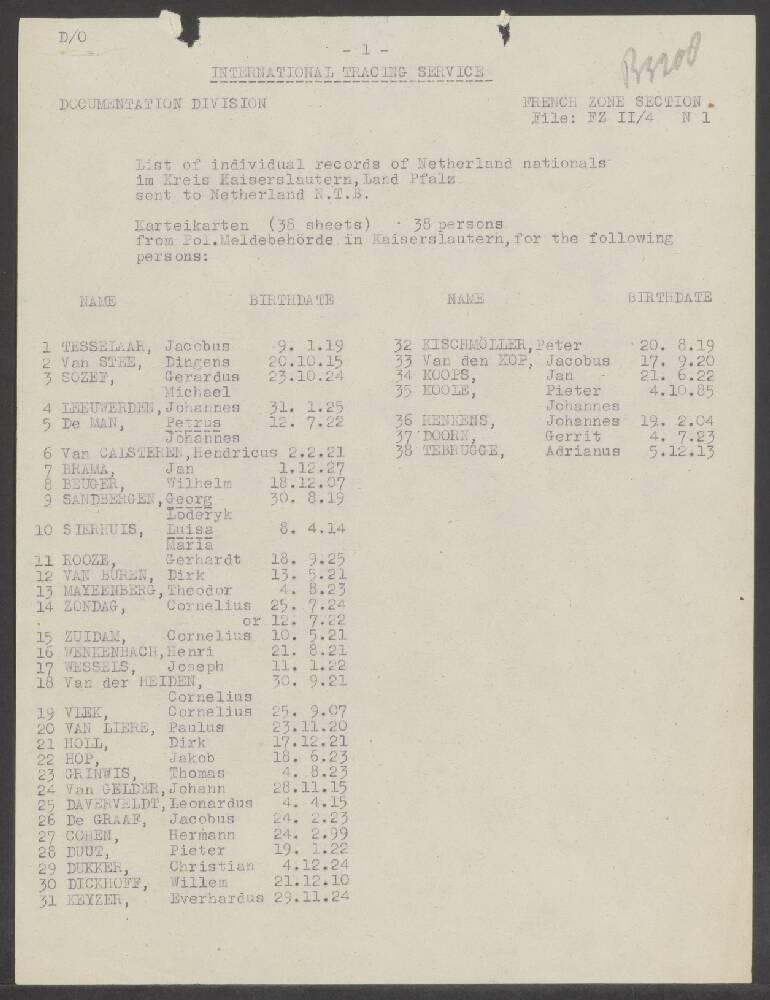 D/O
- 1 -
INTERNATIONAL TRACING SERVICE
DOCUMENTATION DIVISION
FRENCH ZONE SECTION.
File: FZ II/4 N 1
List of individual records of Netherland nationals
im Kreis Kaiserslautern, Land Pfalz
sent to Netherland N.T.B.
Karteikarten (38 sheets) - 38 persons
from Pol.Meldebehörde in Kaiserslautern, for the following
persons:
NAME BIRTHDATE
1 TESSELAAR, Jacobus 9. 1.19
2 Van STEE, Dingens 20.10.15
3 SOZEF, Gerardus 23.10.24
Michael
4 LEEUWERDEN, Johannes 31. 1.25
5 De MAN, Petrus 12. 7.22
Johannes
6 Van CALSTEREN, Hendricus 2.2.21
7 BRAMA, Jan 1.12.27
8 BEUGER, Wilhelm 18.12.07
9 SANDBERGEN, Georg 30. 8.19
Loderyk
10 SIERHUIS, Luisa 8. 4.14
Maria
11 ROOZE, Gerhardt 18. 9.25
12 VAN BUREN, Dirk 13. 5.21
13 MAYEENBERG, Theodor 4. 8.23
14 ZONDAG, Cornelius 25. 7.24
or 12. 7.22
15 ZUIDAM, Cornelius 10. 5.21
16 WENKENBACH, Henri 21. 8.21
17 WESSELS, Joseph 11. 1.22
18 Van der HEIDEN, 30. 9.21
Cornelius
19 VLEK, Cornelius 25. 9.07
20 VAN LIERE, Paulus 23.11.20
21 HOLL, Dirk 17.12.21
22 HOP, Jakob 18. 6.23
23 GRINWIS, Thomas 4. 8.23
24 Van GELDER, Johann 28.11.15
25 DAVERVELDT, Leonardus 4. 4.15
26 De GRAAF, Jacobus 24. 2.23
27 COHEN, Hermann 24. 2.99
28 DUUT, Pieter 19. 1.22
29 DUKKER, Christian 4.12.24
30 DICKHOFF, Willem 21.12.10
31 KEYZER, Everhardus 29.11.24
NAME BIRTHDATE
32 KISCHMÖLLER, Peter 20. 8.19
33 Van den KOP, Jacobus 17. 9.20
34 KOOPS, Jan 21. 6.22
35 KOOLE, Pieter 4.10.85
Johannes
36 HENKENS, Johannes 19. 2.04
37 DOORN, Gerrit 4. 7.23
38 TEBRUGGE, Adrianus 5.12.13